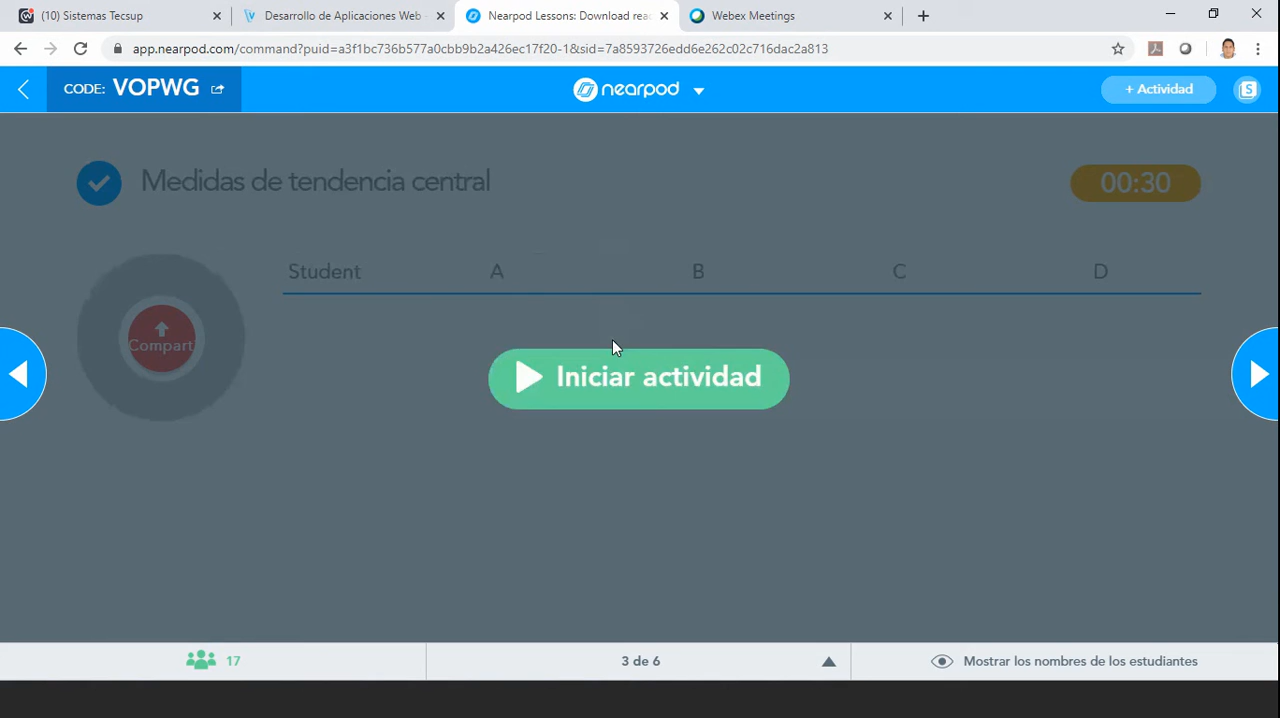 (10) Sistemas Tecsup
Desarrollo de Aplicaciones Web -
Nearpod Lessons: Download rea
Webex Meetings
app.nearpod.com/command?puid=a3f1bc736b577a0cbb9b2a426ec17f20-1&sid=7a8593726edd6e262c02c716dac2a813
CODE: VOPWG
nearpod
+ Actividad
S
Medidas de tendencia central
00:30
Student A B C D
Compart
Iniciar actividad
17
3 de 6
Mostrar los nombres de los estudiantes